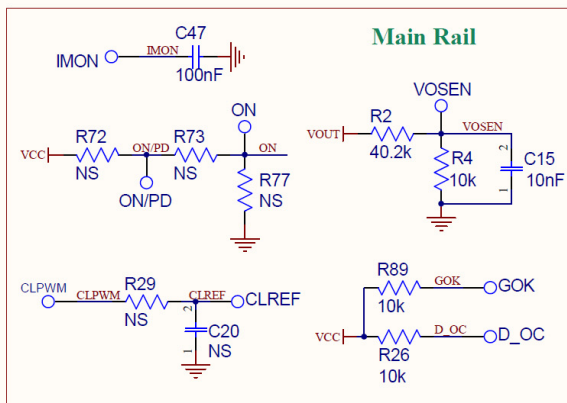 Main Rail
C47
IMON
IMON
100nF
VOSEN
R2
VOUT
VOSEN
40.2k
R4
10k
2
1
C15
10nF
ON
R72
ON/PD
R73
ON
VCC
NS
NS
R77
NS
ON/PD
CLPWM
CLPWM
R29
NS
CLREF
CLREF
2
1
C20
NS
R89
GOK
GOK
10k
VCC
D_OC
D_OC
R26
10k